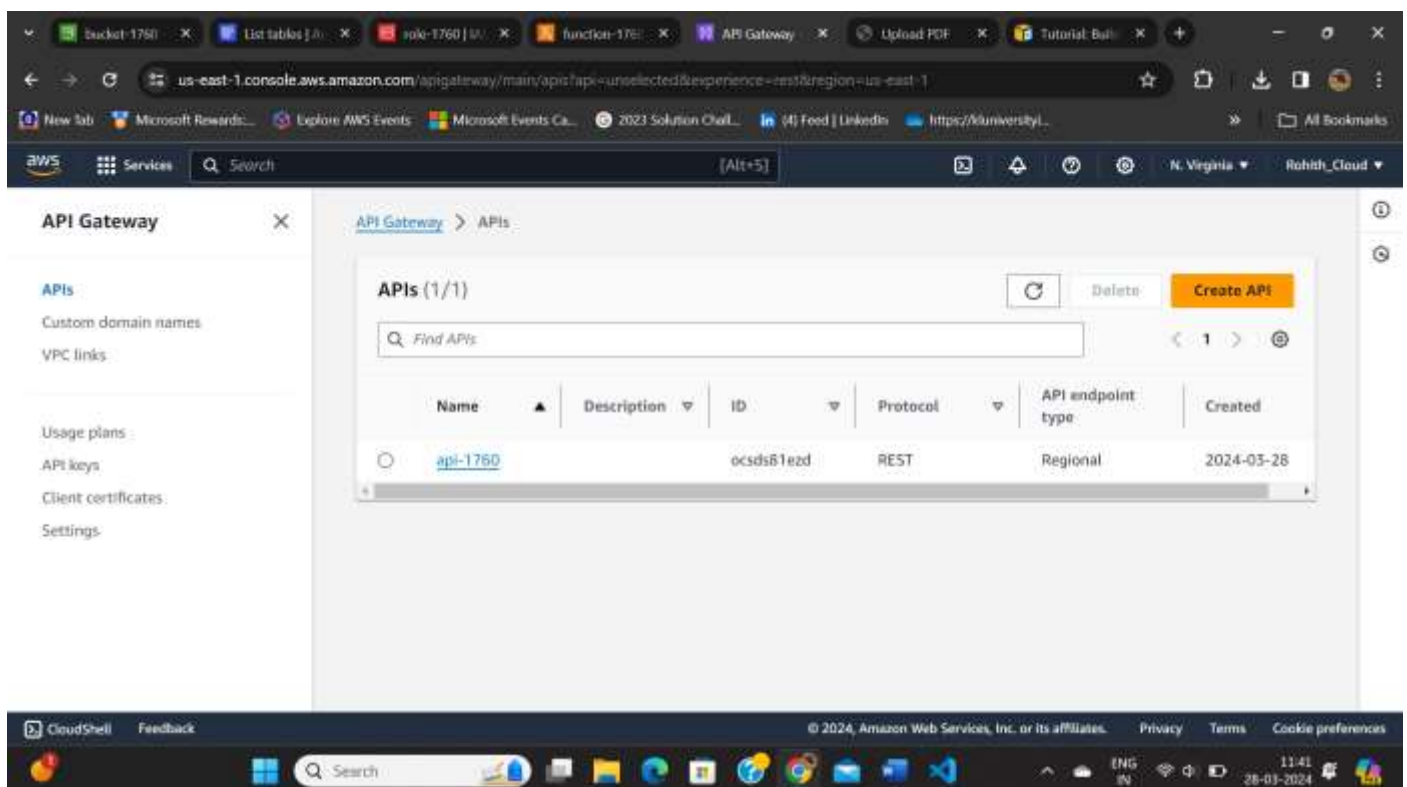 bucket-1760 List tables | role-1760 | function-176 API Gateway Upload PDF Tutorial: Buil
us-east-1.console.aws.amazon.com/apigateway/main/apis?api=unselected&experience=rest&region=us-east-1
New Tab Microsoft Rewards:... Explore AWS Events Microsoft Events Ca... 2023 Solution Chall... (4) Feed | LinkedIn https://kluniversityl... » All Bookmarks
aws Services Search [Alt+S] N. Virginia Rohith_Cloud
API Gateway
APIs
Custom domain names
VPC links
Usage plans
API keys
Client certificates
Settings
API Gateway > APIs
APIs (1/1) Delete Create API
Find APIs < 1 >
Name Description ID Protocol API endpoint type Created
api-1760 REST Regional 2024-03-28
CloudShell Feedback © 2024, Amazon Web Services, Inc. or its affiliates. Privacy Terms Cookie preferences
Search ENG 11:41
IN 28-03-2024